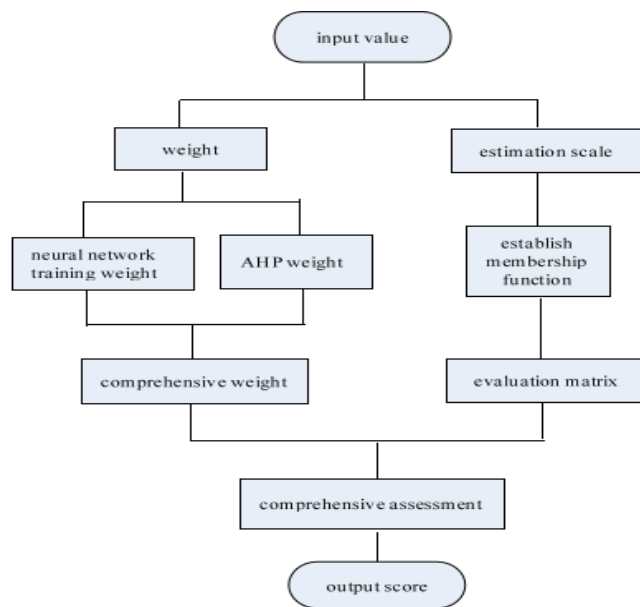 input value
weight
estimation scale
neural network
training weight
AHP weight
establish
membership
function
comprehensive weight
evaluation matrix
comprehensive assessment
output score